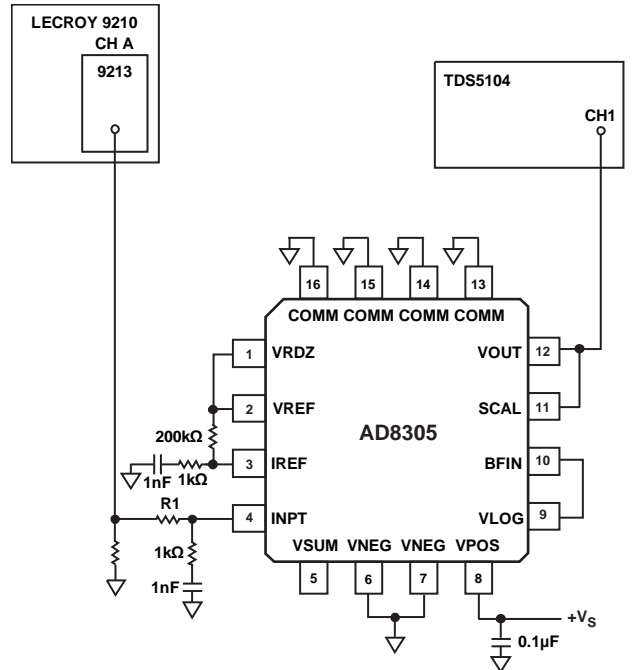 LECROY 9210
CH A
9213
TDS5104
CH1
16
15
14
13
COMM COMM COMM COMM
1
VRDZ
VOUT
12
2
VREF
SCAL
11
200kΩ
AD8305
3
IREF
BFIN
10
1nF
1kΩ
R1
4
INPT
VLOG
9
1kΩ
VSUM VNEG VNEG VPOS
5
6
7
8
1nF
+VS
0.1µF